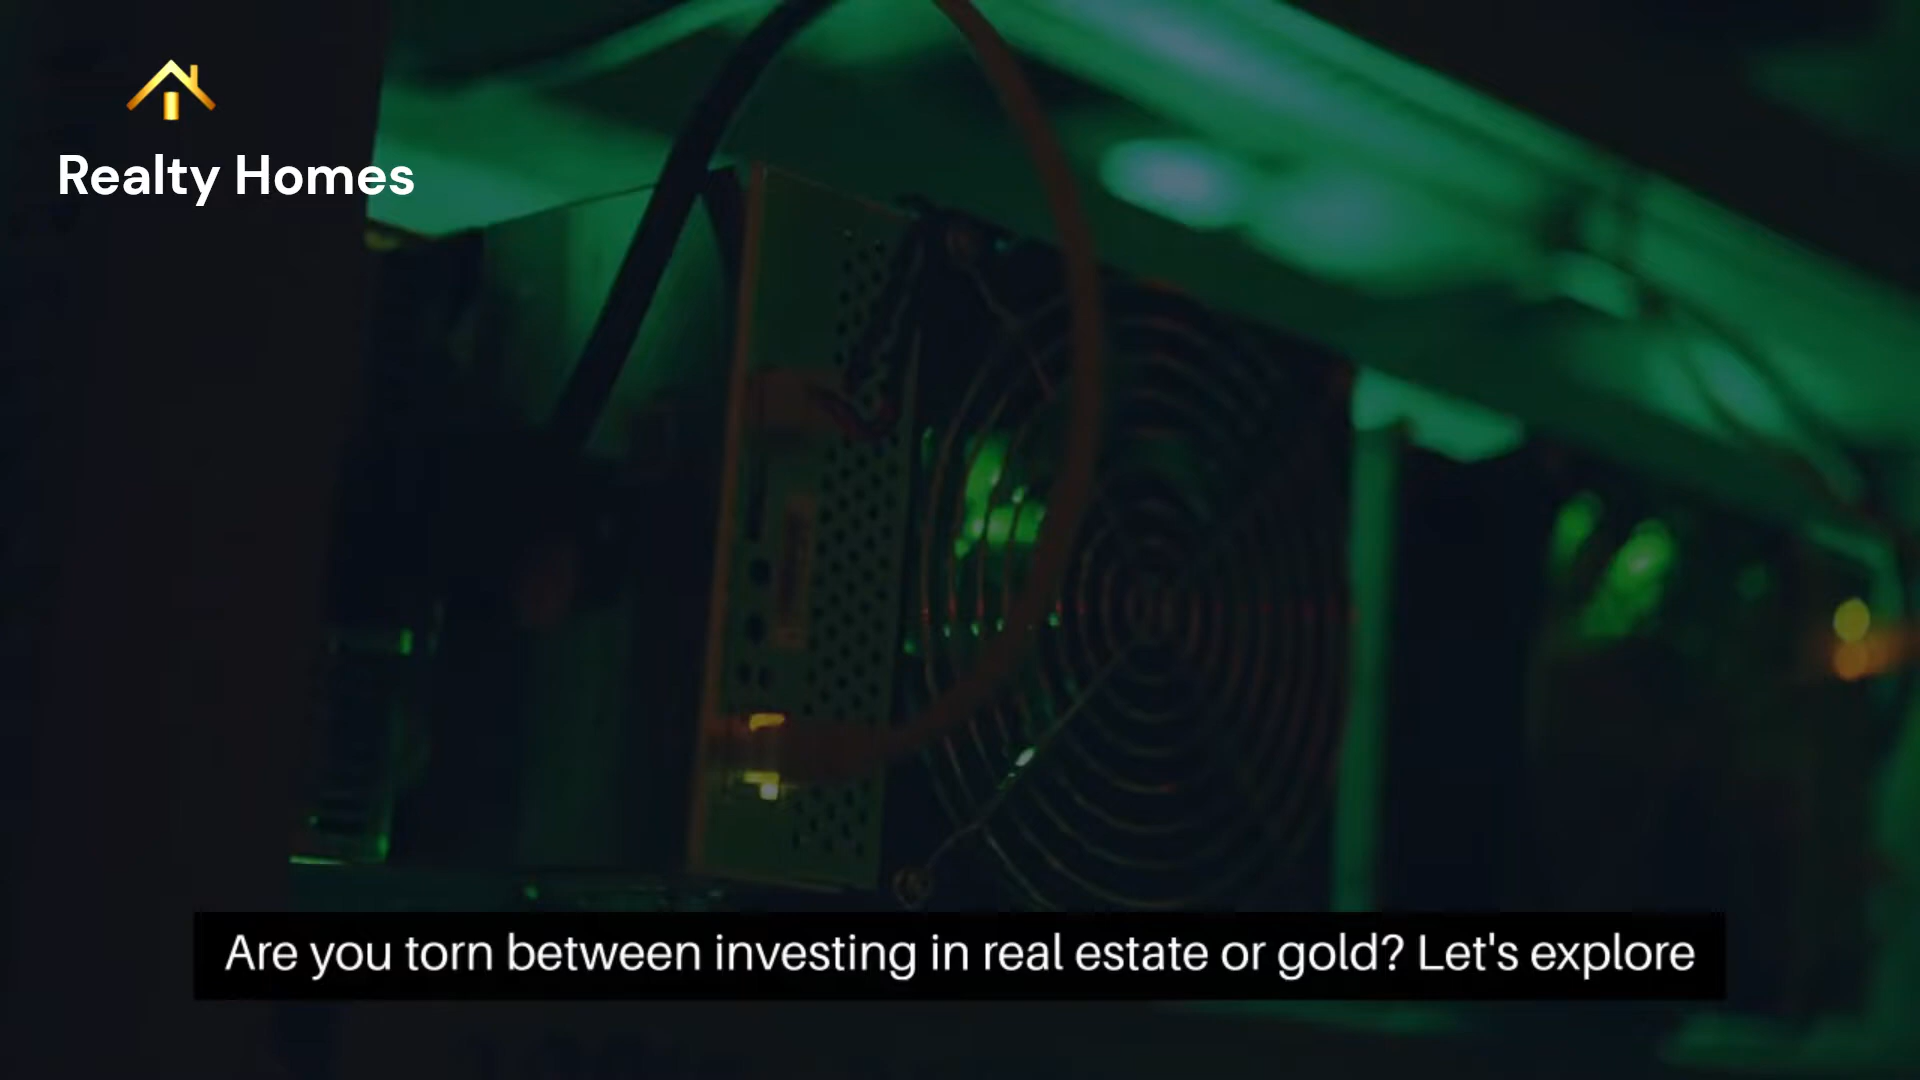 Realty Homes
Are you torn between investing in real estate or gold? Let's explore